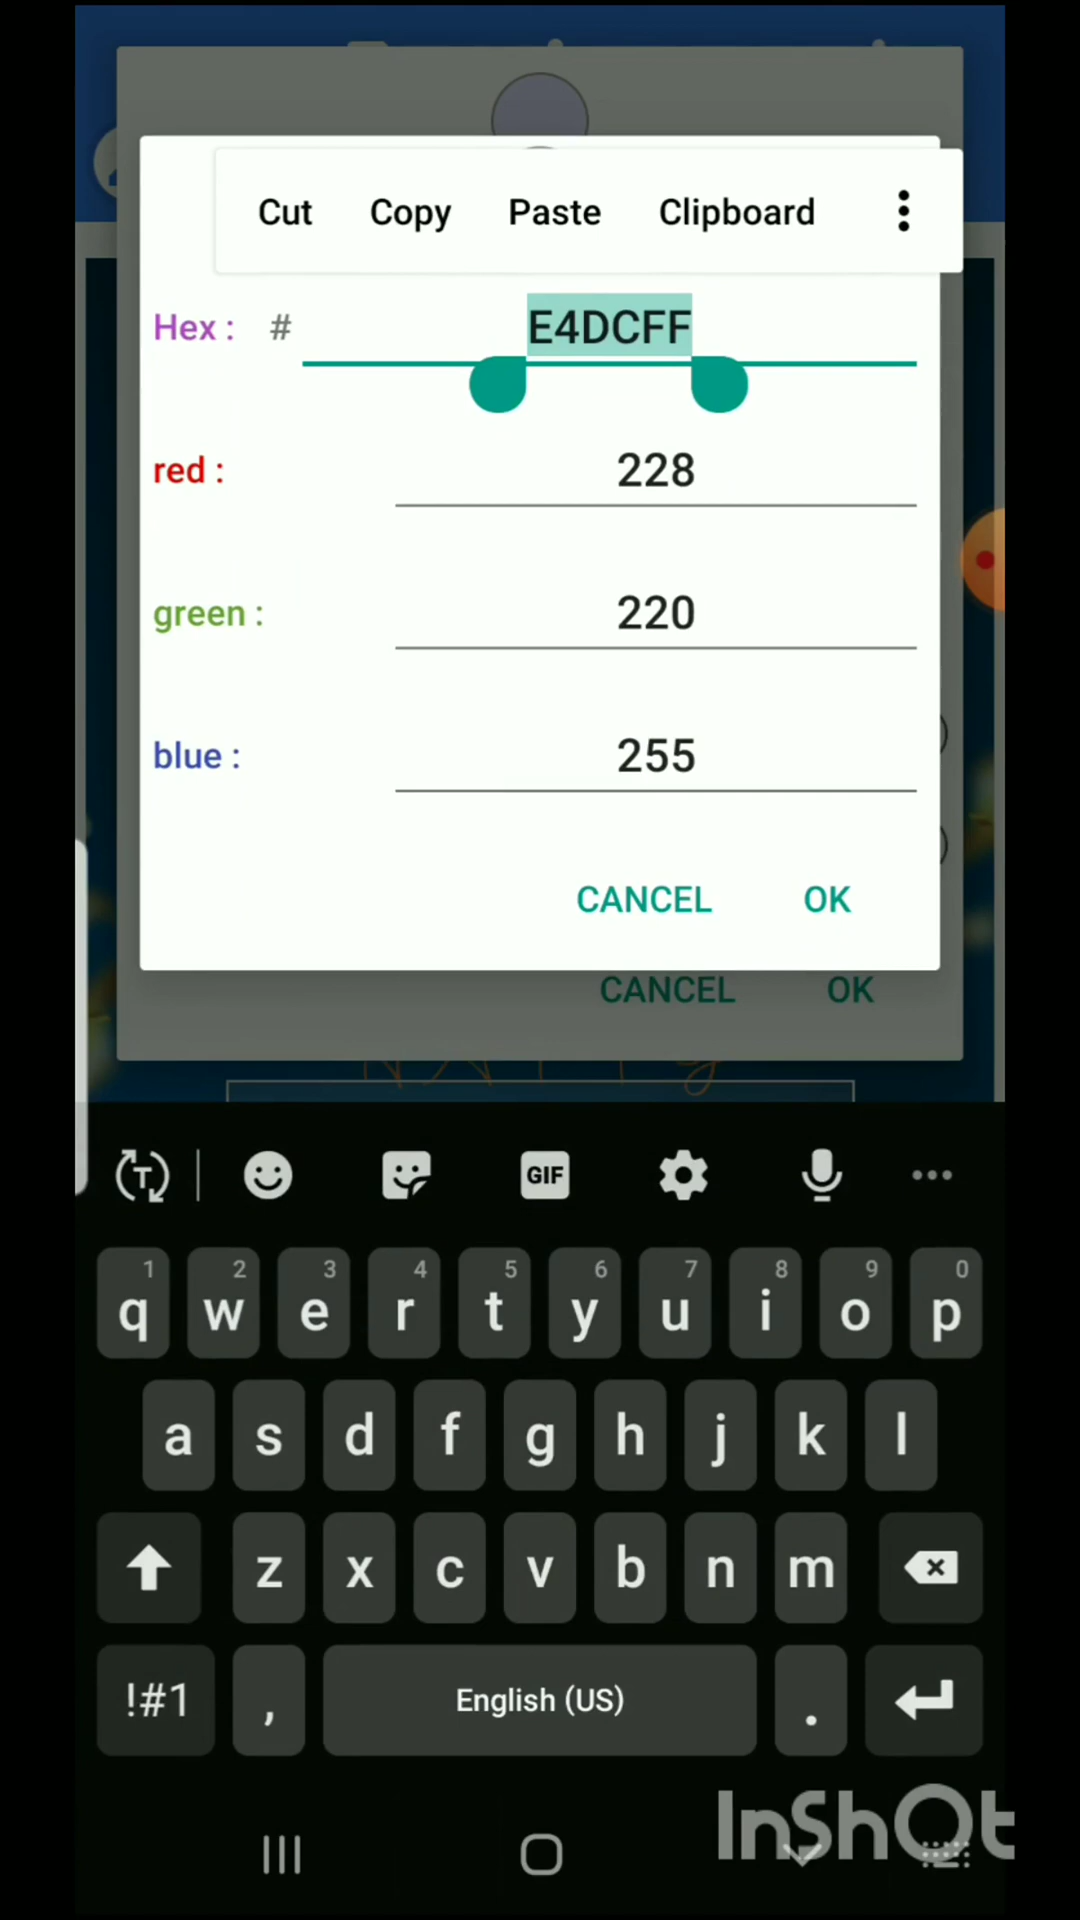 Cut Copy Paste Clipboard
Hex : # E4DCFF
red : 228
green : 220
blue : 255
CANCEL OK
CANCEL OK
T GIF
1 2 3 4 5 6 7 8 9 0
q w e r t y u i o p
a s d f g h j k l
z x c v b n m
!#1 , English (US) .
InShOt